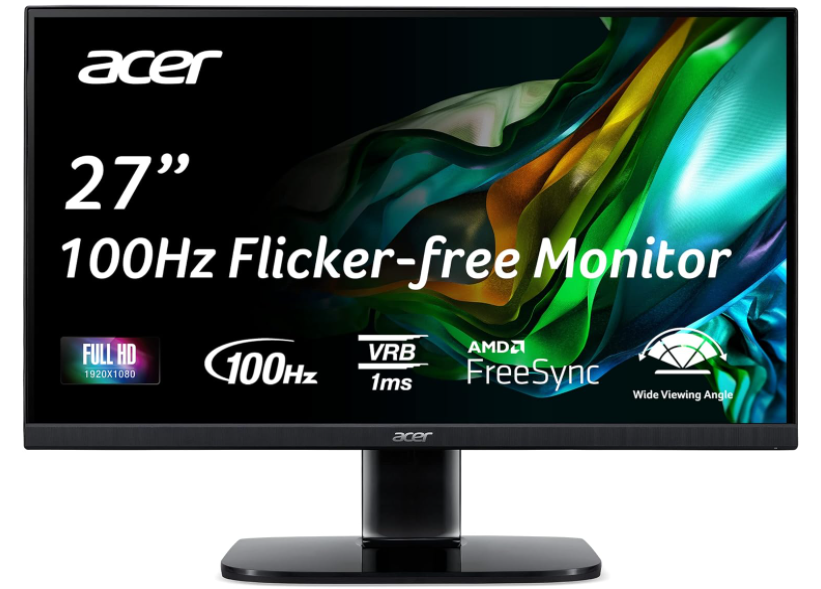 acer
27”
100Hz Flicker-free Monitor
FULL HD
1920X1080
100Hz
VRB
1ms
AMD
FreeSync
Wide Viewing Angle
acer